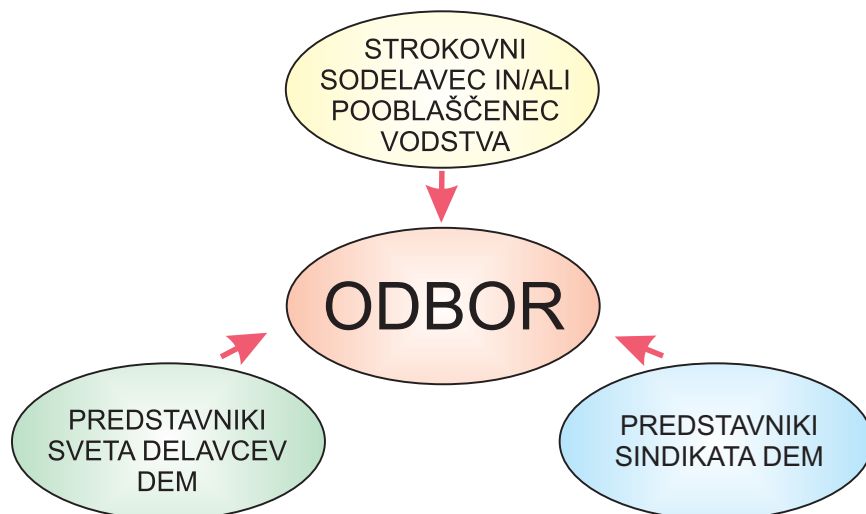 STROKOVNI
SODELAVEC IN/ALI
POOBLAŠČENEC
VODSTVA
ODBOR
PREDSTAVNIKI
SVETA DELAVCEV
DEM
PREDSTAVNIKI
SINDIKATA DEM